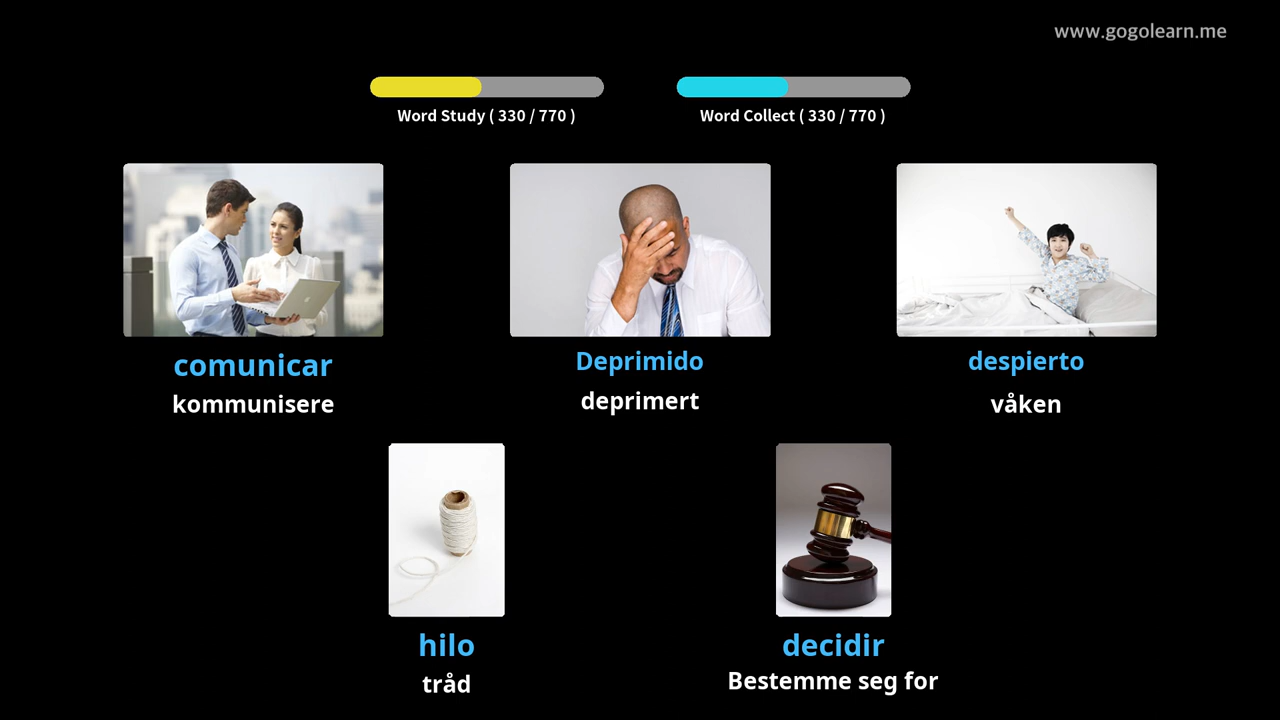 www.gogolearn.me
Word Study ( 330 / 770 )
Word Collect ( 330 / 770 )
comunicar
kommunisere
Deprimido
deprimert
despierto
våken
hilo
tråd
decidir
Bestemme seg for